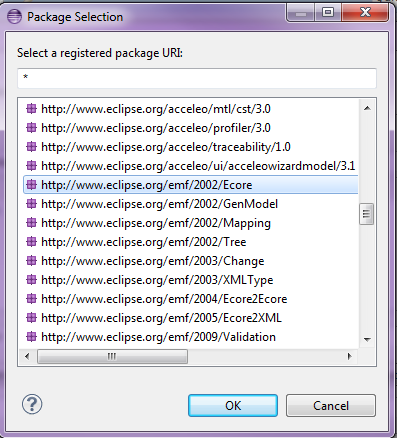 Package Selection
Select a registered package URI:
*
http://www.eclipse.org/acceleo/mtl/cst/3.0
http://www.eclipse.org/acceleo/profiler/3.0
http://www.eclipse.org/acceleo/traceability/1.0
http://www.eclipse.org/acceleo/ui/acceleowizardmodel/3.1
http://www.eclipse.org/emf/2002/Ecore
http://www.eclipse.org/emf/2002/GenModel
http://www.eclipse.org/emf/2002/Mapping
http://www.eclipse.org/emf/2002/Tree
http://www.eclipse.org/emf/2003/Change
http://www.eclipse.org/emf/2003/XMLType
http://www.eclipse.org/emf/2004/Ecore2Ecore
http://www.eclipse.org/emf/2005/Ecore2XML
http://www.eclipse.org/emf/2009/Validation
?
OK Cancel